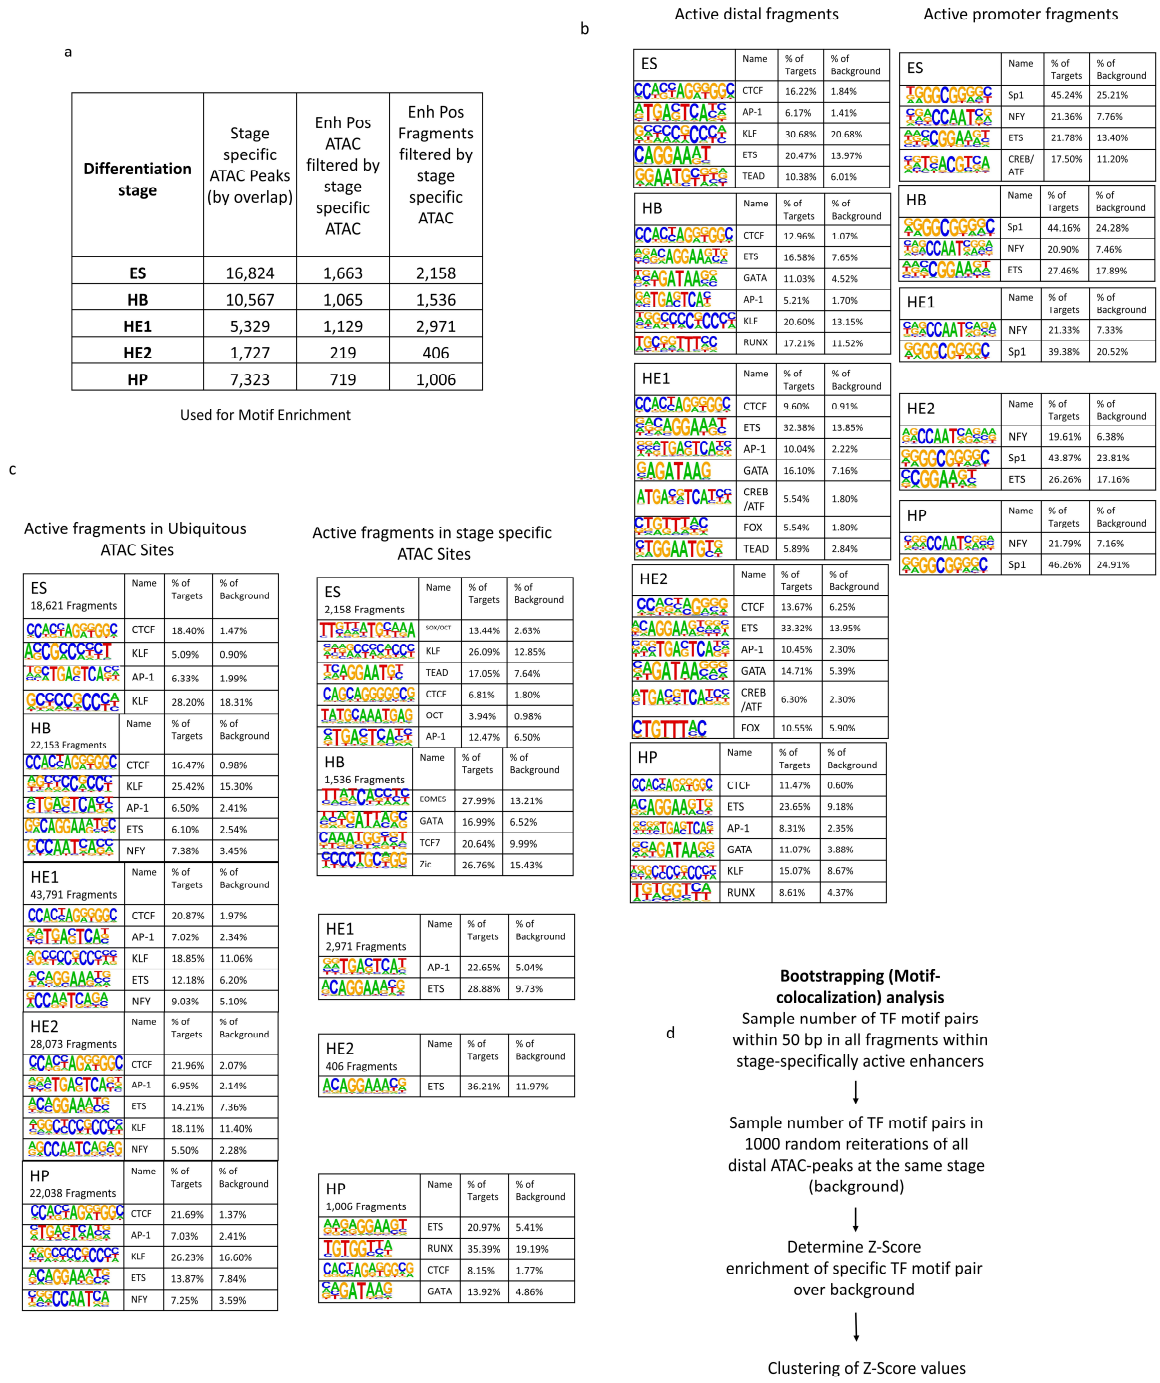 a
Differentiation stage
Stage specific ATAC Peaks (by overlap)
Enh Pos ATAC filtered by stage specific ATAC
Enh Pos Fragments filtered by stage specific ATAC
ES 16,824 1,663 2,158
HB 10,567 1,065 1,536
HE1 5,329 1,129 2,971
HE2 1,727 219 406
HP 7,323 719 1,006
Used for Motif Enrichment
b
Active distal fragments
ES Name % of Targets % of Background
CTCF 16.22% 1.84%
AP-1 6.17% 1.41%
KLF 30.68% 20.68%
ETS 20.47% 13.97%
TEAD 10.38% 6.01%
HB Name % of Targets % of Background
CTCF 12.96% 1.07%
ETS 16.58% 7.65%
GATA 11.03% 4.52%
AP-1 5.21% 1.70%
KLF 20.60% 13.15%
RUNX 17.21% 11.52%
HE1 Name % of Targets % of Background
CTCF 9.60% 0.91%
ETS 32.38% 13.85%
AP-1 10.04% 2.22%
GATA 16.10% 7.16%
CREB/ATF 5.54% 1.80%
FOX 5.54% 1.80%
TEAD 5.89% 2.84%
HE2
CTCF 13.67% 6.25%
ETS 33.32% 13.95%
AP-1 10.45% 2.30%
GATA 14.71% 5.39%
CREB/ATF 6.30% 2.30%
FOX 10.55% 5.90%
HP Name % of Targets % of Background
CTCF 11.47% 0.60%
ETS 23.65% 9.18%
AP-1 8.31% 2.35%
GATA 11.07% 3.88%
KLF 15.07% 8.67%
RUNX 8.61% 4.37%
Active promoter fragments
ES Name % of Targets % of Background
Sp1 45.24% 25.21%
NFY 21.36% 7.76%
ETS 21.78% 13.40%
CREB/ATF 17.50% 11.20%
HB Name % of Targets % of Background
Sp1 44.16% 24.28%
NFY 20.90% 7.46%
ETS 27.46% 17.89%
HE1 Name % of Targets % of Background
NFY 21.33% 7.33%
Sp1 39.38% 20.52%
HE2 Name % of Targets % of Background
NFY 19.61% 6.38%
Sp1 43.87% 23.81%
ETS 26.26% 17.16%
HP Name % of Targets % of Background
NFY 21.79% 7.16%
Sp1 46.26% 24.91%
c
Active fragments in Ubiquitous
ATAC Sites
ES 18,621 Fragments Name % of Targets % of Background
CTCF 18.40% 1.47%
KLF 5.09% 0.90%
AP-1 6.33% 1.99%
KLF 28.20% 18.31%
HB 22,153 Fragments Name % of Targets % of Background
CTCF 16.47% 0.98%
KLF 25.42% 15.30%
AP-1 6.50% 2.41%
ETS 6.10% 2.54%
NFY 7.38% 3.45%
HE1 43,791 Fragments Name % of Targets % of Background
CTCF 20.87% 1.97%
AP-1 7.02% 2.34%
KLF 18.85% 11.06%
ETS 12.18% 6.20%
NFY 9.03% 5.10%
HE2 28,073 Fragments Name % of Targets % of Background
CTCF 21.96% 2.07%
AP-1 6.95% 2.14%
ETS 14.21% 7.36%
KLF 18.11% 11.40%
NFY 5.50% 2.28%
HP 22,038 Fragments Name % of Targets % of Background
CTCF 21.69% 1.37%
AP-1 7.03% 2.41%
KLF 26.23% 16.60%
ETS 13.87% 7.84%
NFY 7.25% 3.59%
Active fragments in stage specific
ATAC Sites
ES 2,158 Fragments Name % of Targets % of Background
SOX/OCT 13.44% 2.63%
KLF 26.09% 12.85%
TEAD 17.05% 7.64%
CTCF 6.81% 1.80%
OCT 3.94% 0.98%
AP-1 12.47% 6.50%
HB 1,536 Fragments Name % of Targets % of Background
EOMES 27.99% 13.21%
GATA 16.99% 6.52%
TCF7 20.64% 9.99%
Zic 26.76% 15.43%
HE1 2,971 Fragments Name % of Targets % of Background
AP-1 22.65% 5.04%
ETS 28.88% 9.73%
HE2 406 Fragments Name % of Targets % of Background
ETS 36.21% 11.97%
HP 1,006 Fragments Name % of Targets % of Background
ETS 20.97% 5.41%
RUNX 35.39% 19.19%
CTCF 8.15% 1.77%
GATA 13.92% 4.86%
d
Bootstrapping (Motif-
colocalization) analysis
Sample number of TF motif pairs
within 50 bp in all fragments within
stage-specifically active enhancers
Sample number of TF motif pairs in
1000 random reiterations of all
distal ATAC-peaks at the same stage
(background)
Determine Z-Score
enrichment of specific TF motif pair
over background
Clustering of Z-Score values